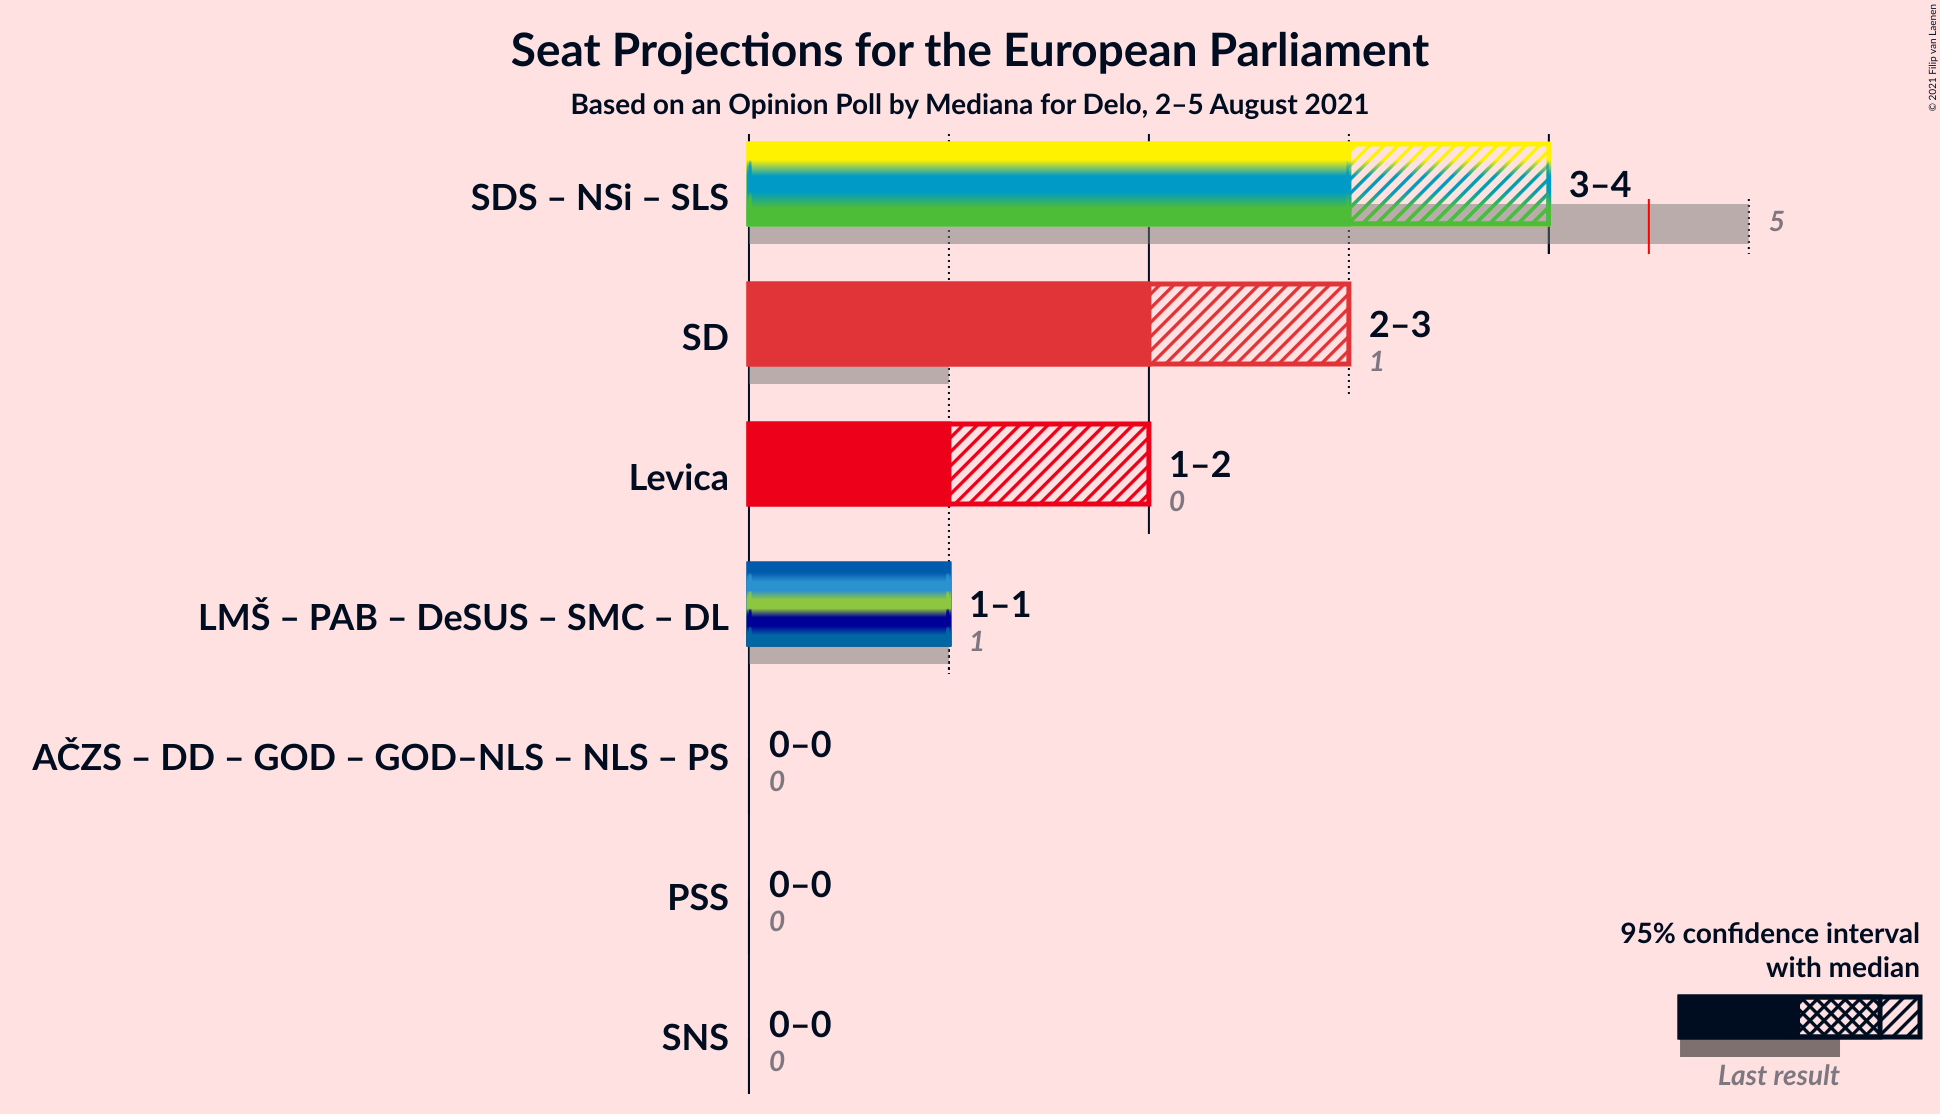 Seat Projections for the European Parliament
Based on an Opinion Poll by Mediana for Delo, 2–5 August 2021
© 2021 Filip van Laenen
SDS – NSi – SLS
3–4
5
SD
2–3
1
Levica
1–2
0
LMŠ – PAB – DeSUS – SMC – DL
1–1
1
AČZS – DD – GOD – GOD–NLS – NLS – PS
0–0
0
PSS
0–0
0
SNS
0–0
0
95% confidence interval
with median
Last result